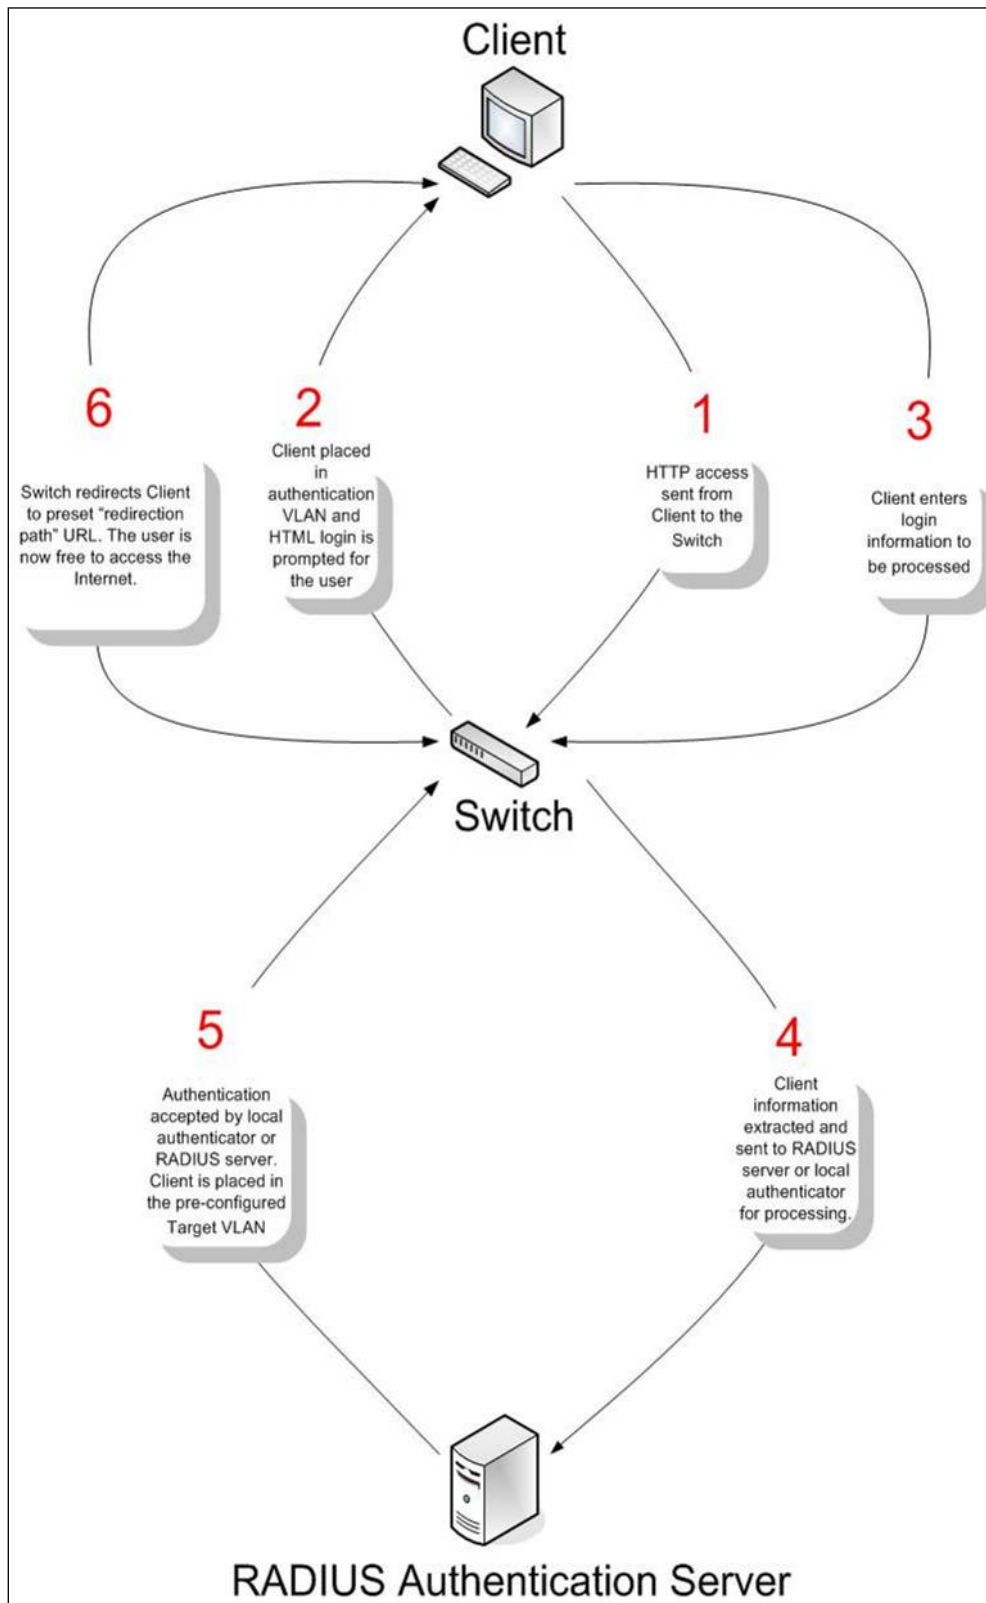 Client
6
Switch redirects Client
to preset “redirection
path” URL. The user is
now free to access the
Internet.
2
Client placed
in
authentication
VLAN and
HTML login is
prompted for
the user
1
HTTP access
sent from
Client to the
Switch
3
Client enters
login
information to
be processed
Switch
5
Authentication
accepted by local
authenticator or
RADIUS server.
Client is placed in
the pre-configured
Target VLAN
4
Client
information
extracted and
sent to RADIUS
server or local
authenticator
for processing.
RADIUS Authentication Server